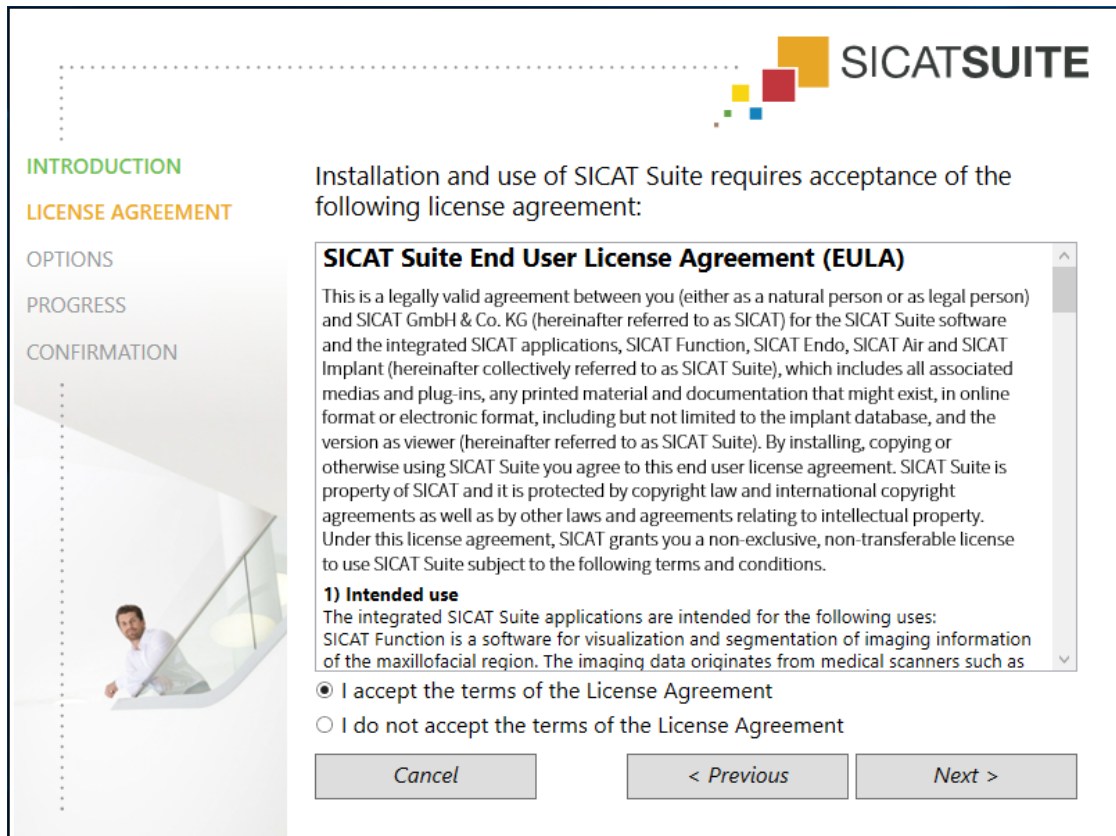 SICATSUITE
INTRODUCTION
LICENSE AGREEMENT
OPTIONS
PROGRESS
CONFIRMATION
Installation and use of SICAT Suite requires acceptance of the
following license agreement:
SICAT Suite End User License Agreement (EULA)
This is a legally valid agreement between you (either as a natural person or as legal person)
and SICAT GmbH & Co. KG (hereinafter referred to as SICAT) for the SICAT Suite software
and the integrated SICAT applications, SICAT Function, SICAT Endo, SICAT Air and SICAT
Implant (hereinafter collectively referred to as SICAT Suite), which includes all associated
medias and plug-ins, any printed material and documentation that might exist, in online
format or electronic format, including but not limited to the implant database, and the
version as viewer (hereinafter referred to as SICAT Suite). By installing, copying or
otherwise using SICAT Suite you agree to this end user license agreement. SICAT Suite is
property of SICAT and it is protected by copyright law and international copyright
agreements as well as by other laws and agreements relating to intellectual property.
Under this license agreement, SICAT grants you a non-exclusive, non-transferable license
to use SICAT Suite subject to the following terms and conditions.
1) Intended use
The integrated SICAT Suite applications are intended for the following uses:
SICAT Function is a software for visualization and segmentation of imaging information
of the maxillofacial region. The imaging data originates from medical scanners such as
I accept the terms of the License Agreement
I do not accept the terms of the License Agreement
Cancel
< Previous
Next >